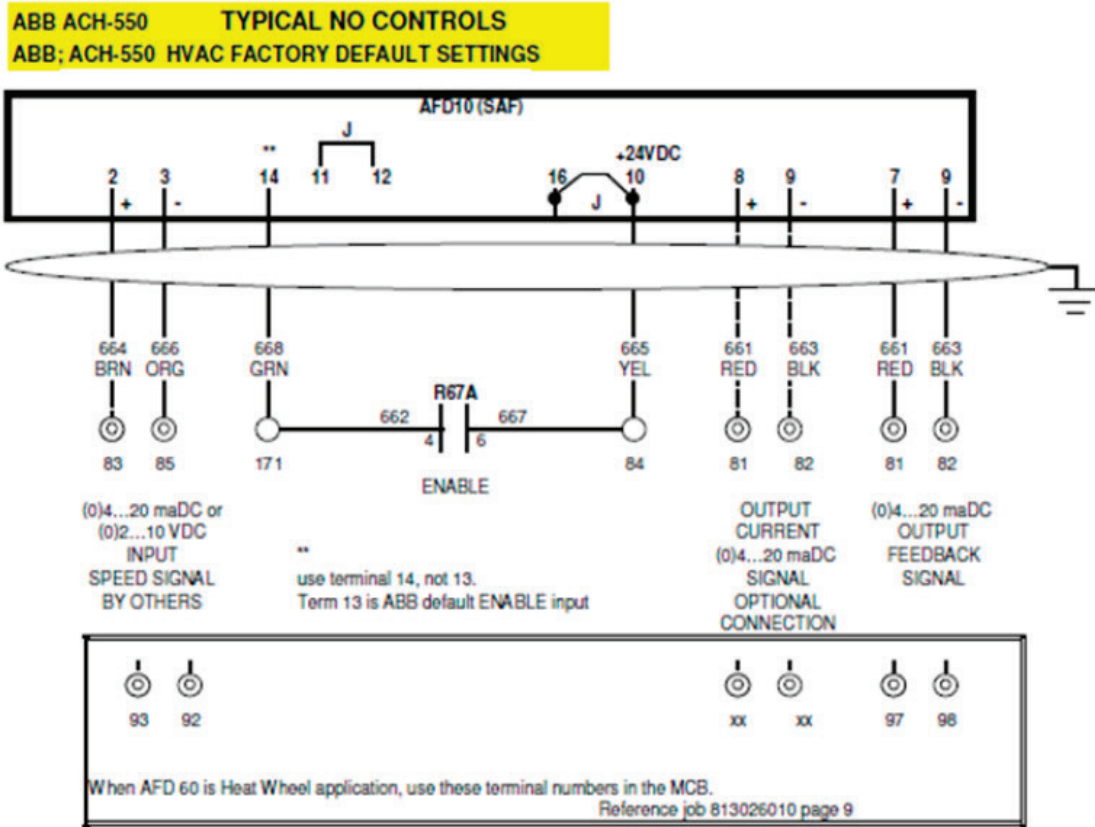 ABB ACH-550 TYPICAL NO CONTROLS
ABB; ACH-550 HVAC FACTORY DEFAULT SETTINGS
AFD10 (SAF)
J
** +24VDC
2 3 14 11 12 16 10 8 9 7 9
+ - J + - + -
664 666 668 665 661 663 661 663
BRN ORG GRN YEL RED BLK RED BLK
R67A
662 667
4 6
83 85 171 84 81 82 81 82
ENABLE
(0)4...20 maDC or
(0)2...10 VDC
INPUT
SPEED SIGNAL
BY OTHERS
**
use terminal 14, not 13.
Term 13 is ABB default ENABLE input
OUTPUT
CURRENT
(0)4...20 maDC
SIGNAL
OPTIONAL
CONNECTION
(0)4...20 maDC
OUTPUT
FEEDBACK
SIGNAL
93 92 xx xx 97 98
When AFD 60 is Heat Wheel application, use these terminal numbers in the MCB.
Reference job 813026010 page 9